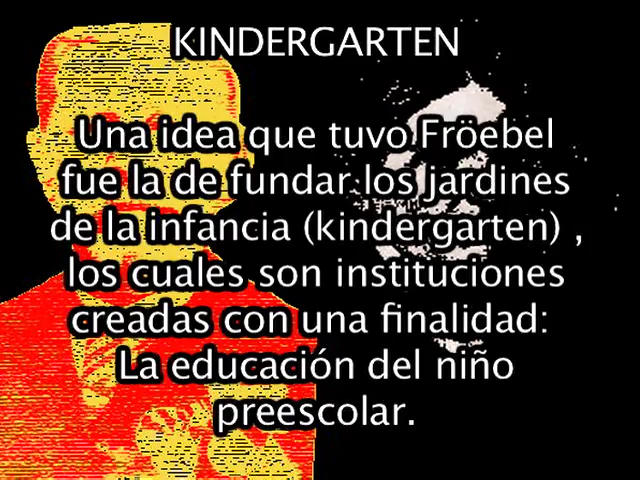 KINDERGARTEN
Una idea que tuvo Fröebel
fue la de fundar los jardines
de la infancia (kindergarten) ,
los cuales son instituciones
creadas con una finalidad:
La educación del niño
preescolar.